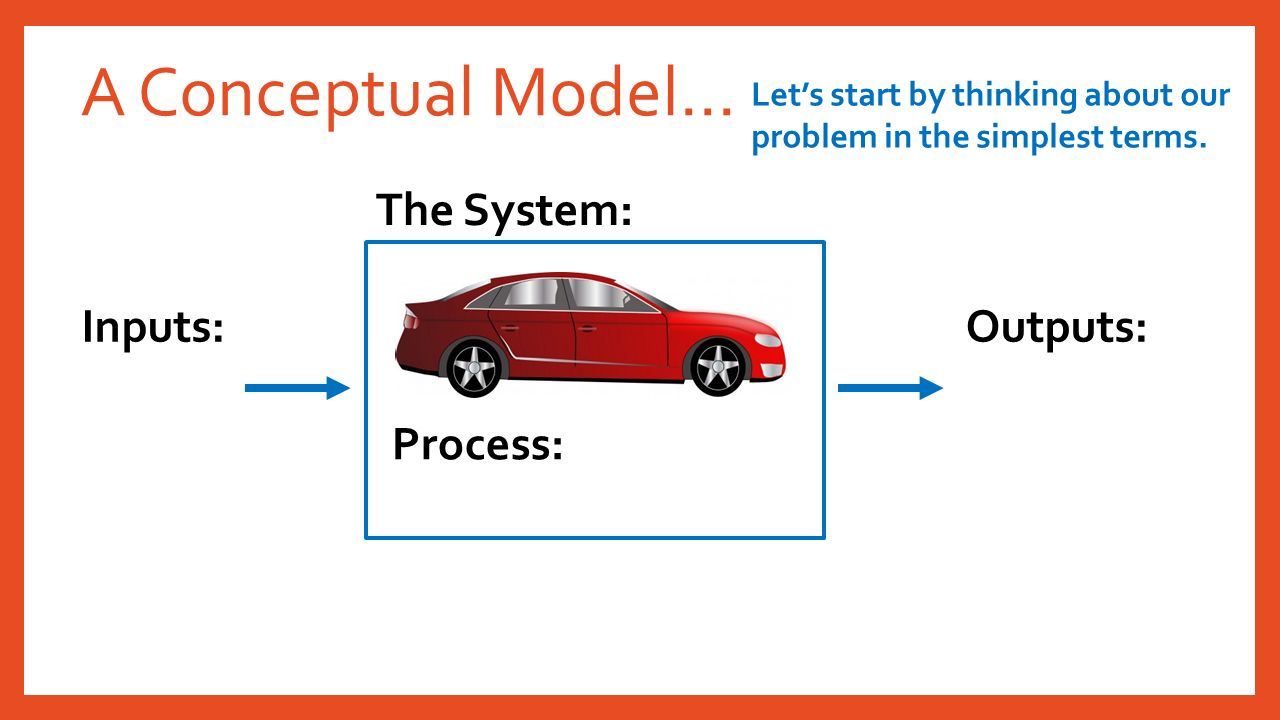 A Conceptual Model...
Let’s start by thinking about our
problem in the simplest terms.
The System:
Inputs:
Outputs:
Process: